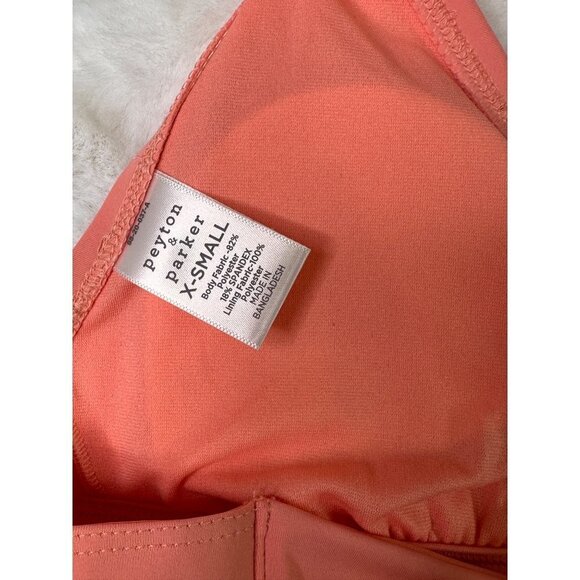 peyton
&
parker
X-SMALL
Body Fabric-82%
Polyester
18% SPANDEX
Lining Fabric-100%
Polyester
MADE IN
BANGLADESH